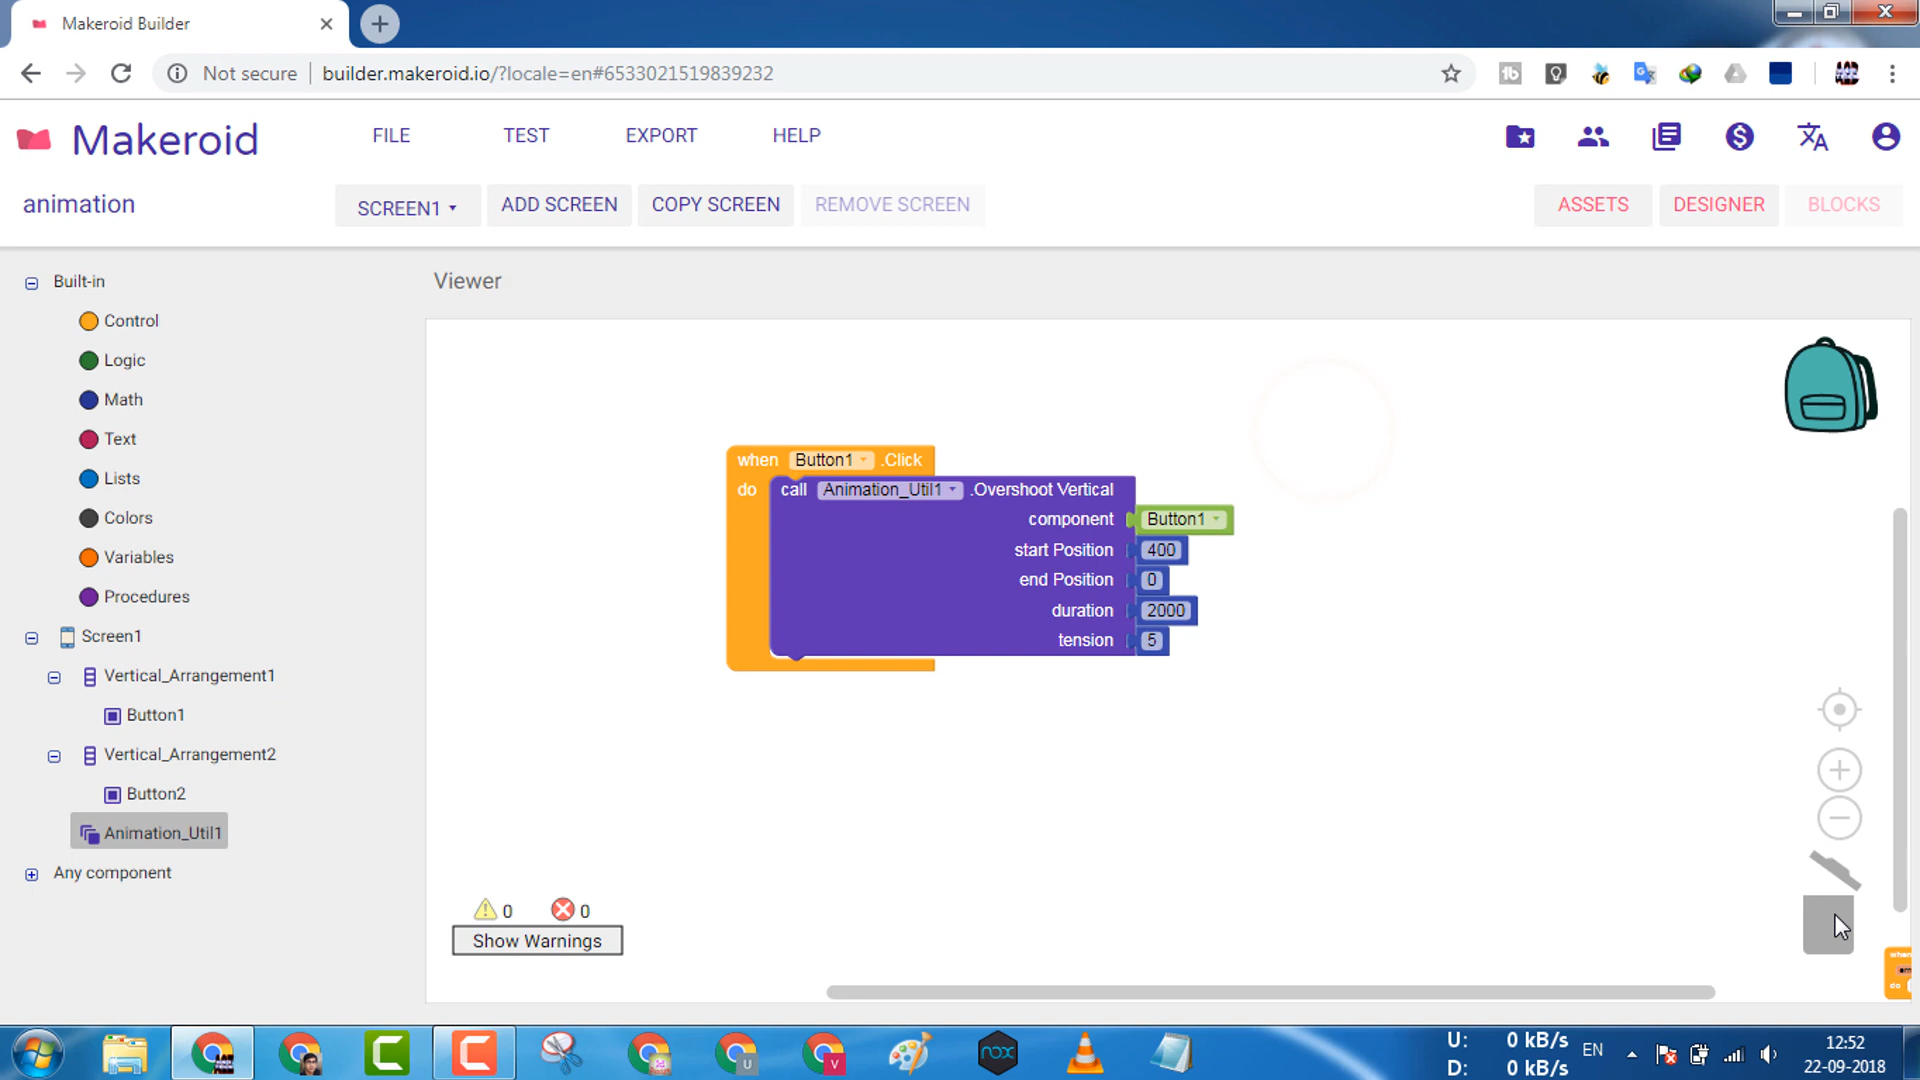 Makeroid Builder
Not secure
builder.makeroid.io/?locale=en#6533021519839232
Makeroid
FILE
TEST
EXPORT
HELP
animation
SCREEN1
ADD SCREEN
COPY SCREEN
REMOVE SCREEN
ASSETS
DESIGNER
BLOCKS
Built-in
Control
Logic
Math
Text
Lists
Colors
Variables
Procedures
Screen1
Vertical_Arrangement1
Button1
Vertical_Arrangement2
Button2
Animation_Util1
Any component
Viewer
when Button1 .Click
do call Animation_Util1 .Overshoot Vertical
component Button1
start Position 400
end Position 0
duration 2000
tension 5
0 0
Show Warnings
when
do
U: 0 kB/s
D: 0 kB/s
EN
12:52
22-09-2018